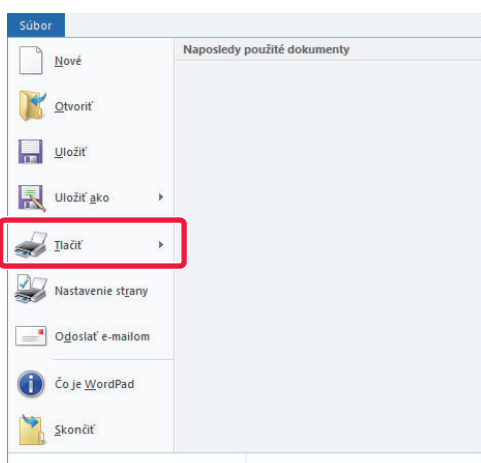 Súbor
Naposledy použité dokumenty
Nové
Otvoriť
Uložiť
Uložiť ako
Tlačiť
Nastavenie strany
Odoslať e-mailom
Čo je WordPad
Skončiť